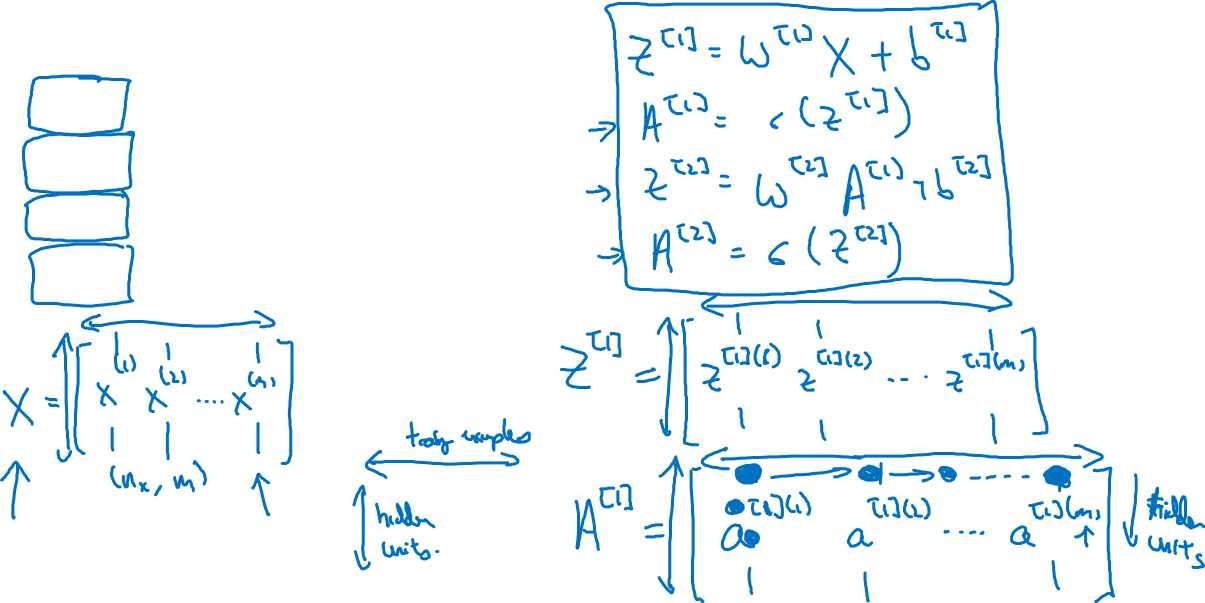 Z^[1] = W^[1] X + b^[1]
→ A^[1] = σ(Z^[1])
→ Z^[2] = W^[2] A^[1] + b^[2]
→ A^[2] = σ(Z^[2])
X = [ x^(1) x^(2) .... x^(m) ]
(n_x, m)
Z^[1] = [ z^[1](1) z^[1](2) ... z^[1](m) ]
examples
hidden
units.
A^[1] = [ a^[1](1) a^[1](2) .... a^[1](m) ]
hidden
units